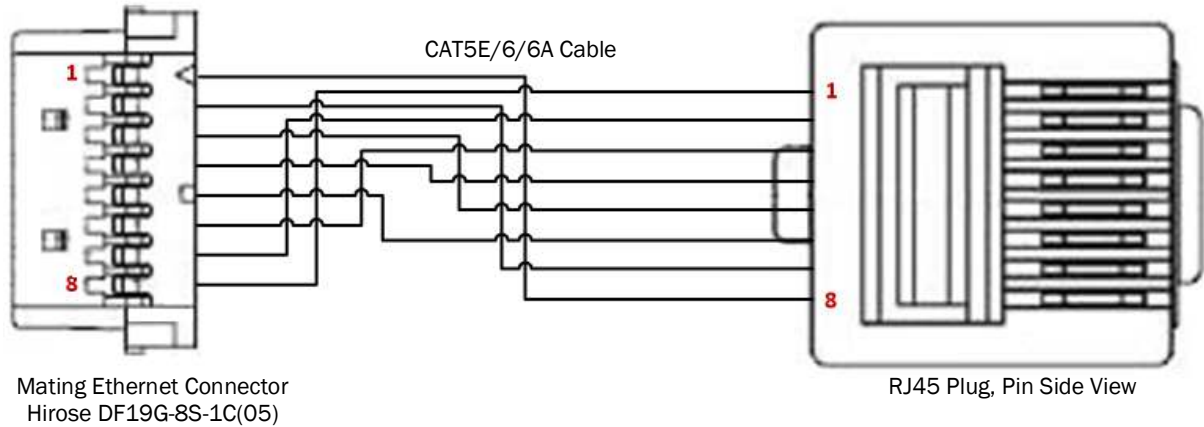 CAT5E/6/6A Cable
1
1
8
8
Mating Ethernet Connector
Hirose DF19G-8S-1C(05)
RJ45 Plug, Pin Side View